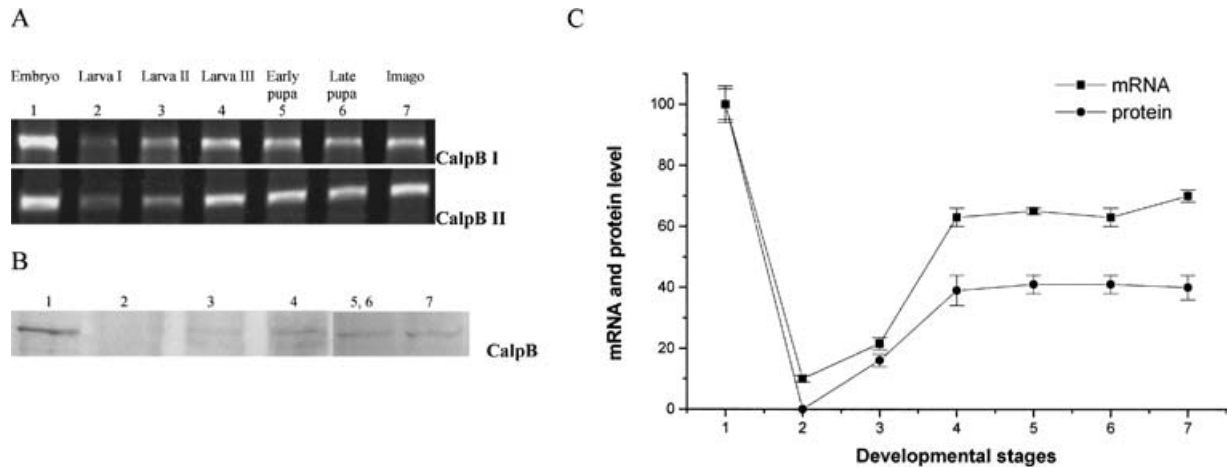 A
Embryo Larva I Larva II Larva III Early pupa Late pupa Imago
1 2 3 4 5 6 7
CalpB I
CalpB II
B
1 2 3 4 5, 6 7
CalpB
C
mRNA
protein
mRNA and protein level
100
80
60
40
20
0
1 2 3 4 5 6 7
Developmental stages